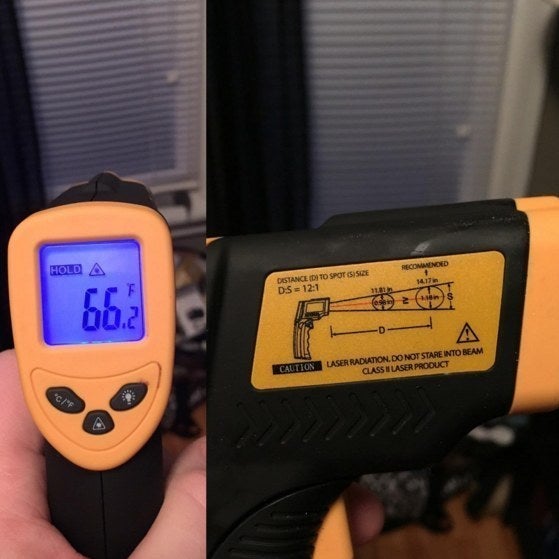 HOLD
°F
66.2
°C/°F
DISTANCE (D) TO SPOT (S) SIZE
D:S = 12:1
RECOMMENDED
11.81 in
14.17 in
0.98 in
≥
1.18 in
S
D
CAUTION
LASER RADIATION. DO NOT STARE INTO BEAM
CLASS II LASER PRODUCT